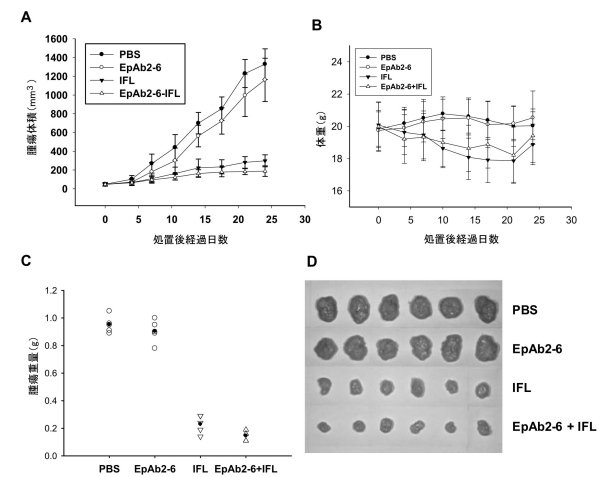 A
PBS
EpAb2-6
IFL
EpAb2-6-IFL
腫瘍体積(mm³)
1600
1400
1200
1000
800
600
400
200
0
0 5 10 15 20 25 30
処置後経過日数
B
PBS
EpAb2-6
IFL
EpAb2-6+IFL
体重(g)
24
22
20
18
16
0 5 10 15 20 25 30
処置後経過日数
C
腫瘍重量(g)
1.2
1.0
0.8
0.6
0.4
0.2
0.0
PBS EpAb2-6 IFL EpAb2-6+IFL
D
PBS
EpAb2-6
IFL
EpAb2-6 + IFL